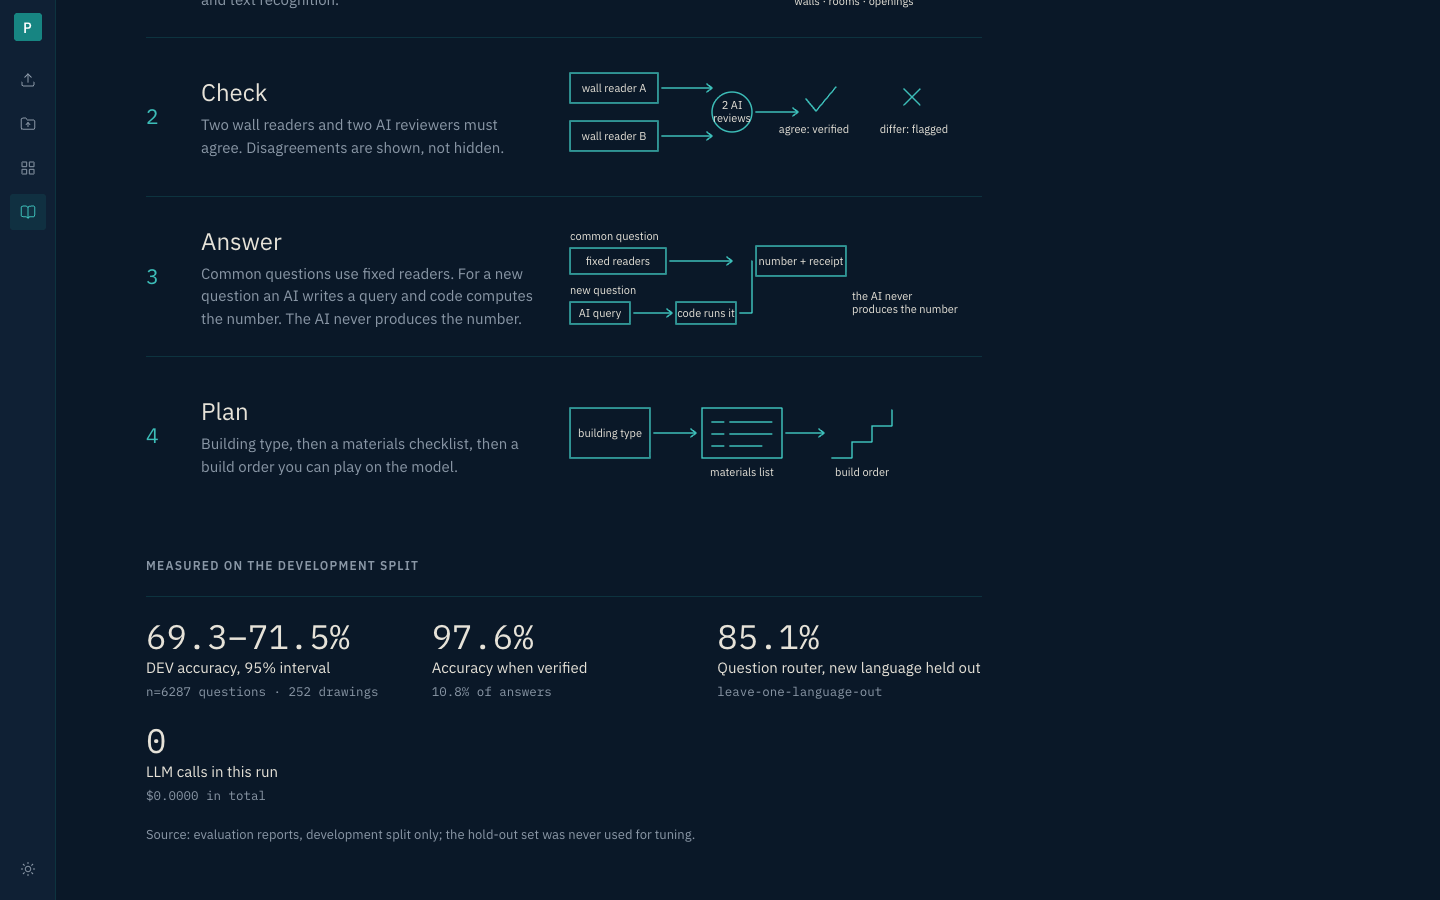 P
and text recognition.
walls · rooms · openings
2
Check
Two wall readers and two AI reviewers must
agree. Disagreements are shown, not hidden.
wall reader A
wall reader B
2 AI
reviews
agree: verified
differ: flagged
3
Answer
Common questions use fixed readers. For a new
question an AI writes a query and code computes
the number. The AI never produces the number.
common question
fixed readers
number + receipt
new question
AI query
code runs it
the AI never
produces the number
4
Plan
Building type, then a materials checklist, then a
build order you can play on the model.
building type
materials list
build order
MEASURED ON THE DEVELOPMENT SPLIT
69.3–71.5%
DEV accuracy, 95% interval
n=6287 questions · 252 drawings
97.6%
Accuracy when verified
10.8% of answers
85.1%
Question router, new language held out
leave-one-language-out
0
LLM calls in this run
$0.0000 in total
Source: evaluation reports, development split only; the hold-out set was never used for tuning.